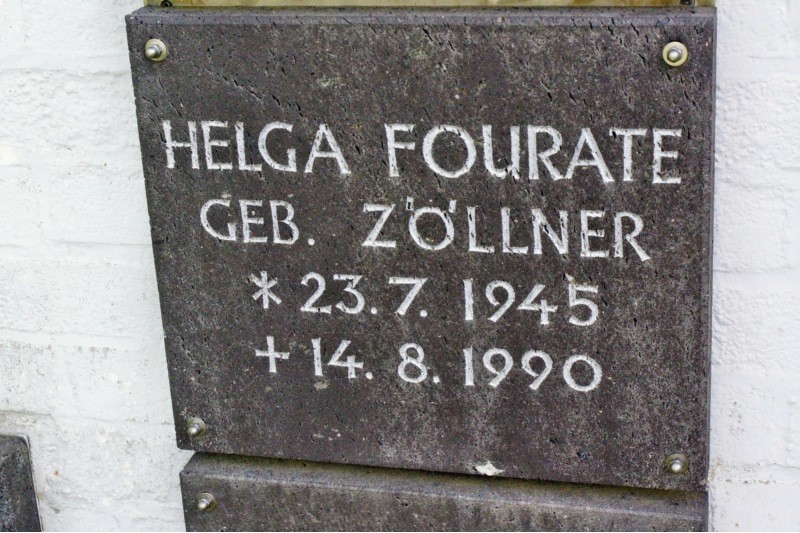 HELGA FOURATE
GEB. ZÖLLNER
* 23. 7. 1945
+ 14. 8. 1990